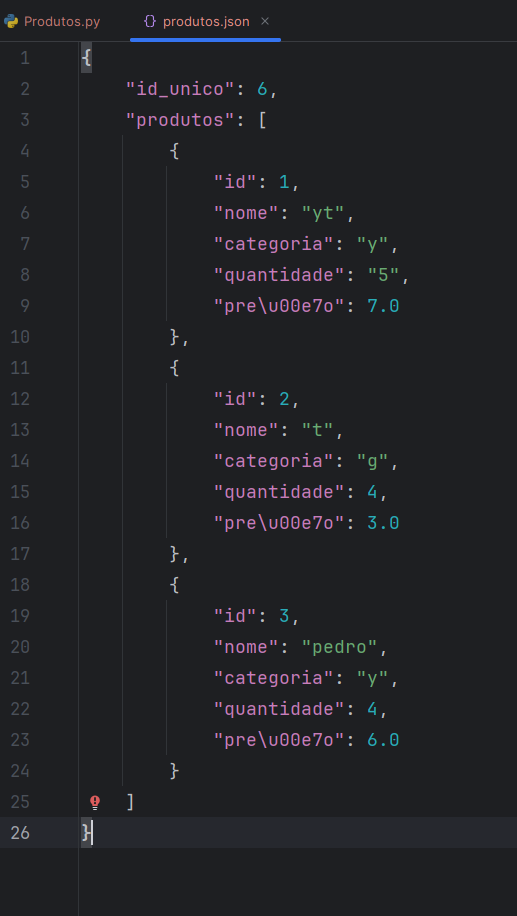 Produtos.py {} produtos.json ×
1 {
2 "id_unico": 6,
3 "produtos": [
4 {
5 "id": 1,
6 "nome": "yt",
7 "categoria": "y",
8 "quantidade": "5",
9 "pre\u00e7o": 7.0
10 },
11 {
12 "id": 2,
13 "nome": "t",
14 "categoria": "g",
15 "quantidade": 4,
16 "pre\u00e7o": 3.0
17 },
18 {
19 "id": 3,
20 "nome": "pedro",
21 "categoria": "y",
22 "quantidade": 4,
23 "pre\u00e7o": 6.0
24 }
25 ]
26 }